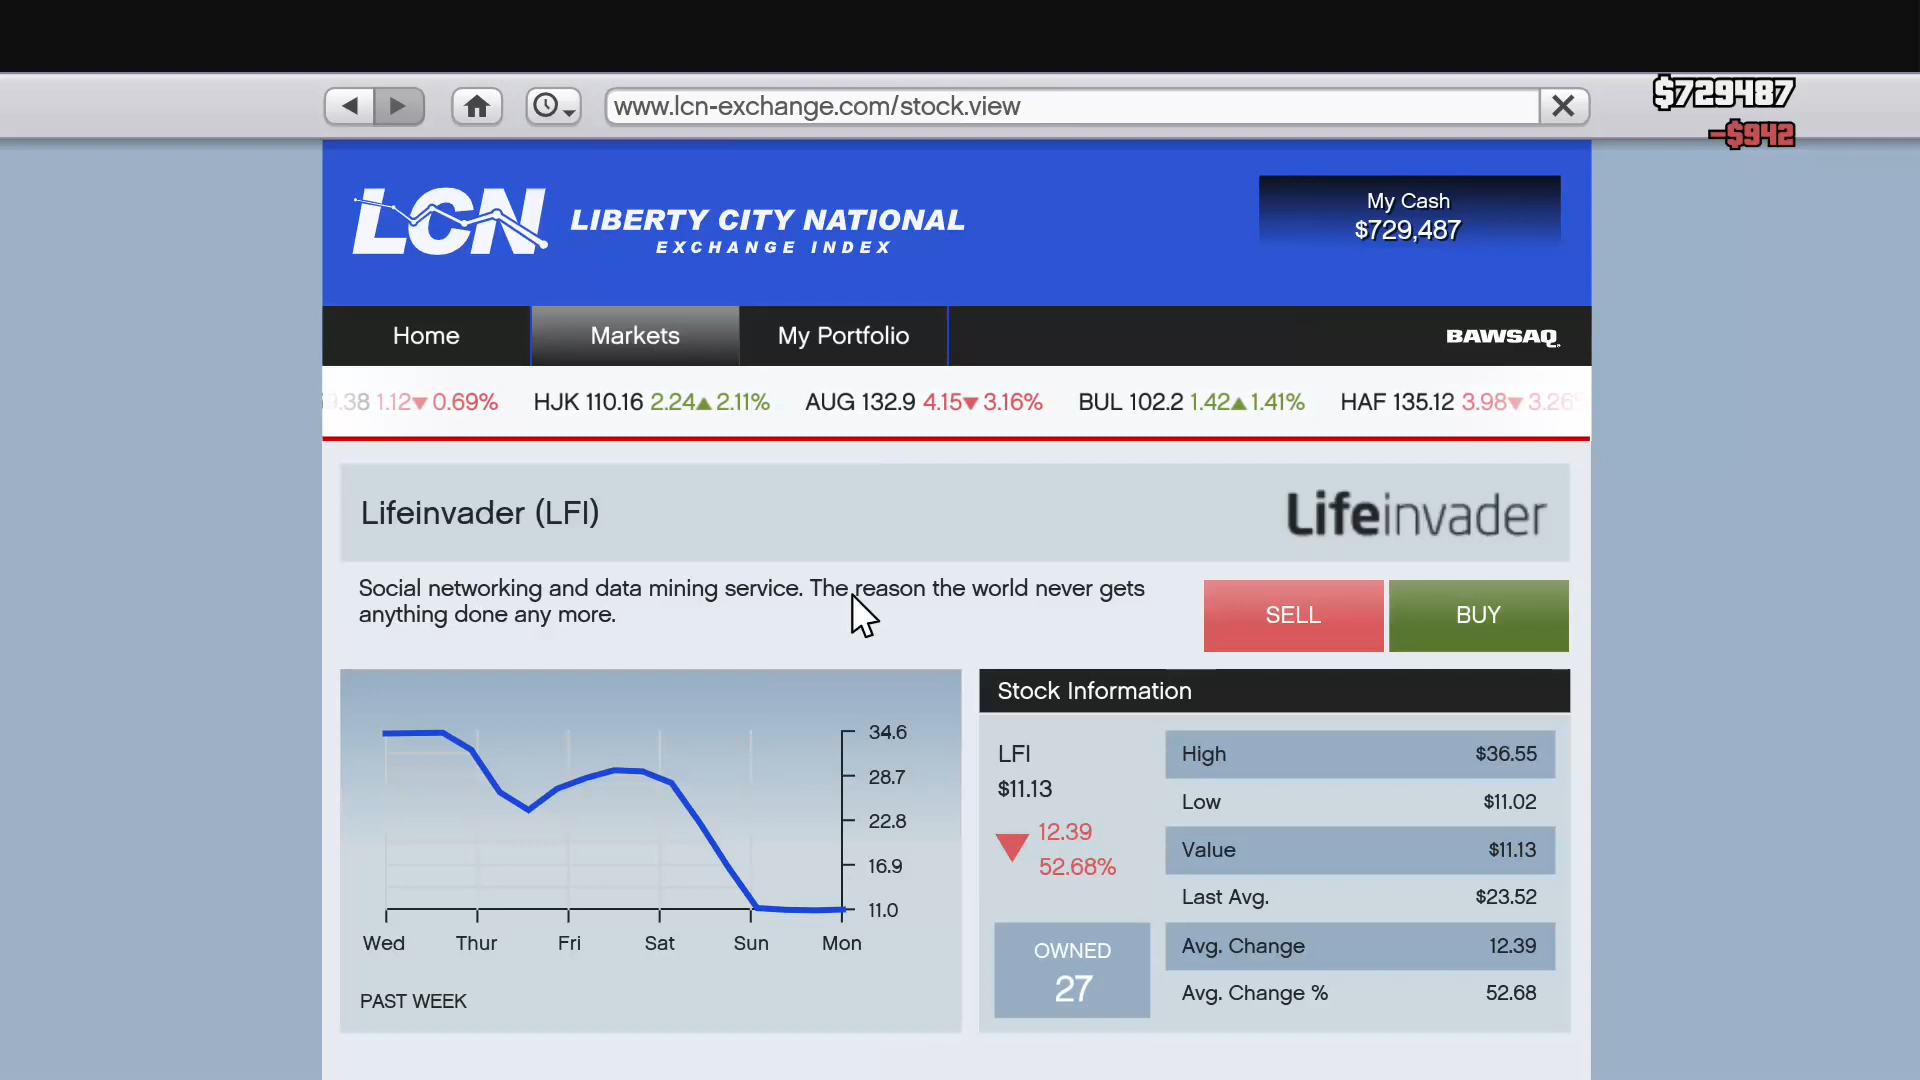 $729487
-$942
www.lcn-exchange.com/stock.view
LCN LIBERTY CITY NATIONAL
EXCHANGE INDEX
My Cash
$729,487
Home Markets My Portfolio BAWSAQ
.38 1.12▼0.69% HJK 110.16 2.24▲2.11% AUG 132.9 4.15▼3.16% BUL 102.2 1.42▲1.41% HAF 135.12 3.98▼3.26
Lifeinvader (LFI) Lifeinvader
Social networking and data mining service. The reason the world never gets
anything done any more.
SELL BUY
34.6
28.7
22.8
16.9
11.0
Wed Thur Fri Sat Sun Mon
PAST WEEK
Stock Information
LFI
$11.13
12.39
52.68%
OWNED
27
High $36.55
Low $11.02
Value $11.13
Last Avg. $23.52
Avg. Change 12.39
Avg. Change % 52.68